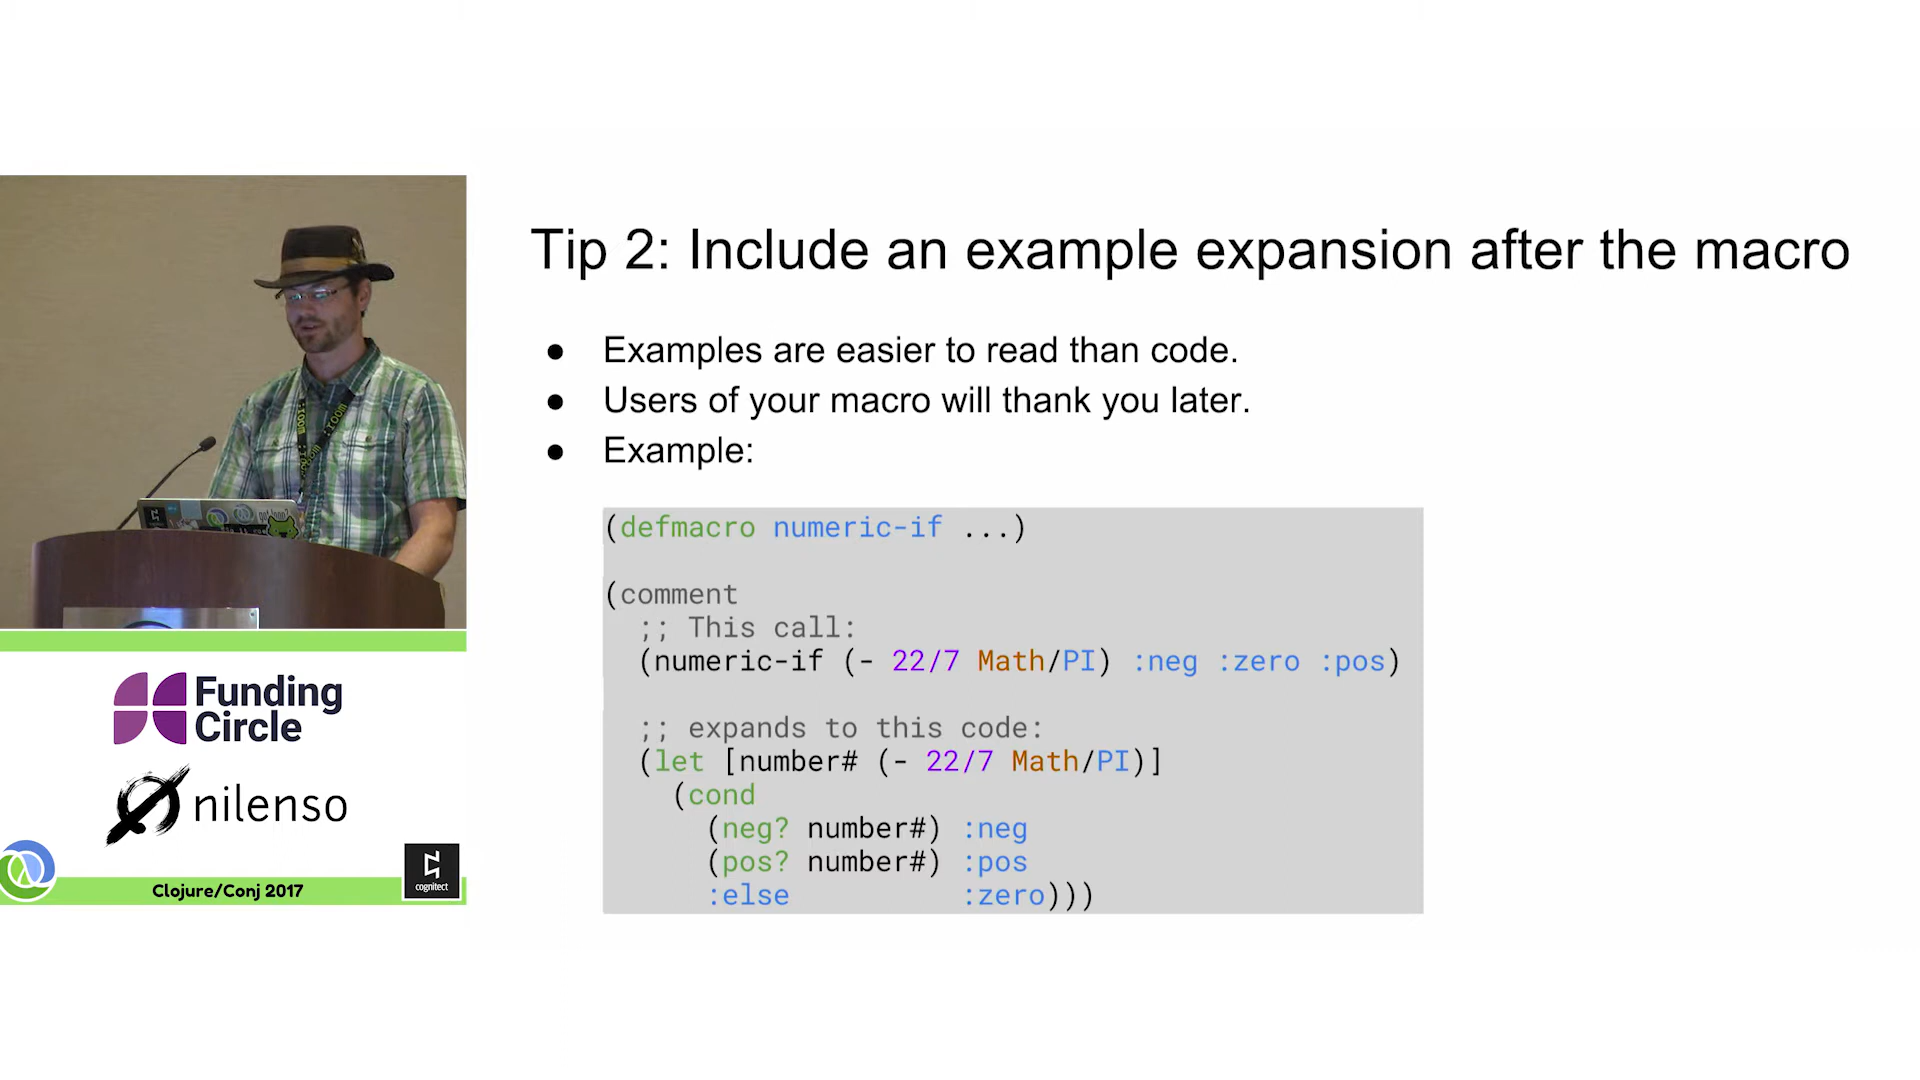 Tip 2: Include an example expansion after the macro
● Examples are easier to read than code.
● Users of your macro will thank you later.
● Example:
(defmacro numeric-if ...)
(comment
;; This call:
(numeric-if (- 22/7 Math/PI) :neg :zero :pos)
;; expands to this code:
(let [number# (- 22/7 Math/PI)]
(cond
(neg? number#) :neg
(pos? number#) :pos
:else :zero)))
Funding
Circle
nilenso
Clojure/Conj 2017
cognitect